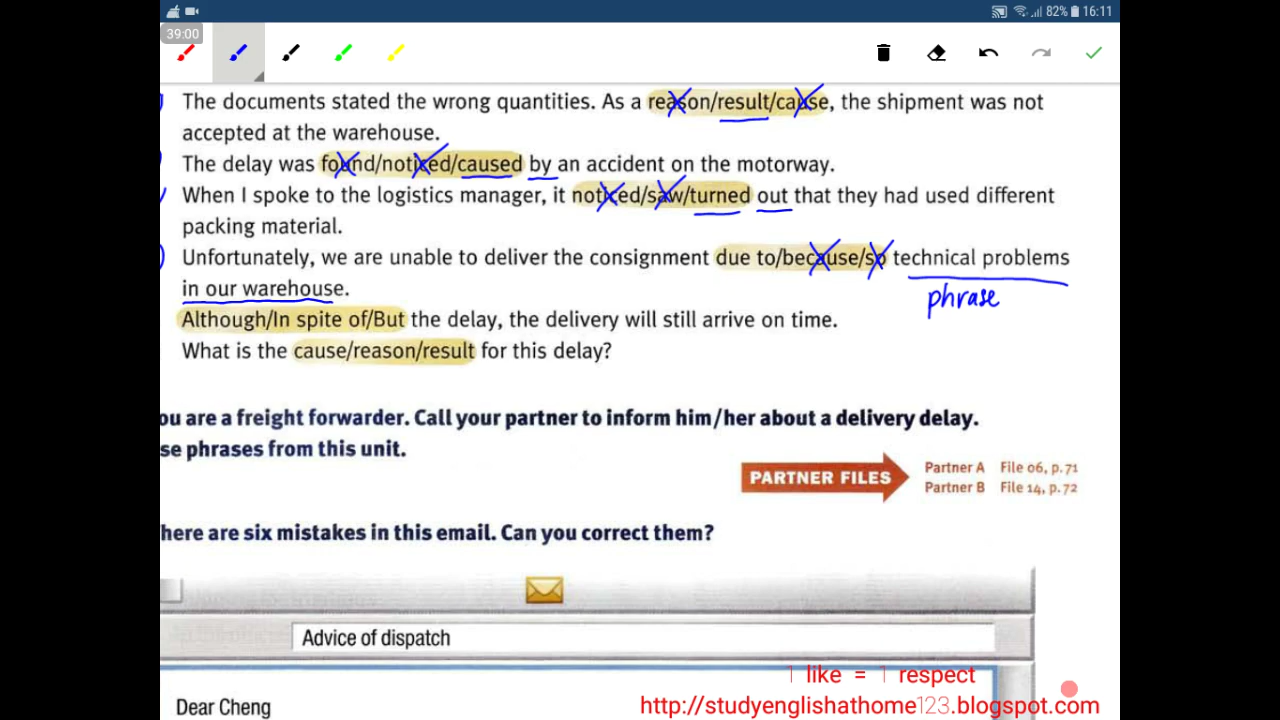 82% 16:11
39:00
The documents stated the wrong quantities. As a reason/result/cause, the shipment was not
accepted at the warehouse.
The delay was found/noticed/caused by an accident on the motorway.
When I spoke to the logistics manager, it noticed/saw/turned out that they had used different
packing material.
Unfortunately, we are unable to deliver the consignment due to/because/so technical problems
in our warehouse.
phrase
Although/In spite of/But the delay, the delivery will still arrive on time.
What is the cause/reason/result for this delay?
ou are a freight forwarder. Call your partner to inform him/her about a delivery delay.
se phrases from this unit.
PARTNER FILES
Partner A File 06, p.71
Partner B File 14, p.72
here are six mistakes in this email. Can you correct them?
Advice of dispatch
Dear Cheng
1 like = 1 respect
http://studyenglishathome123.blogspot.com